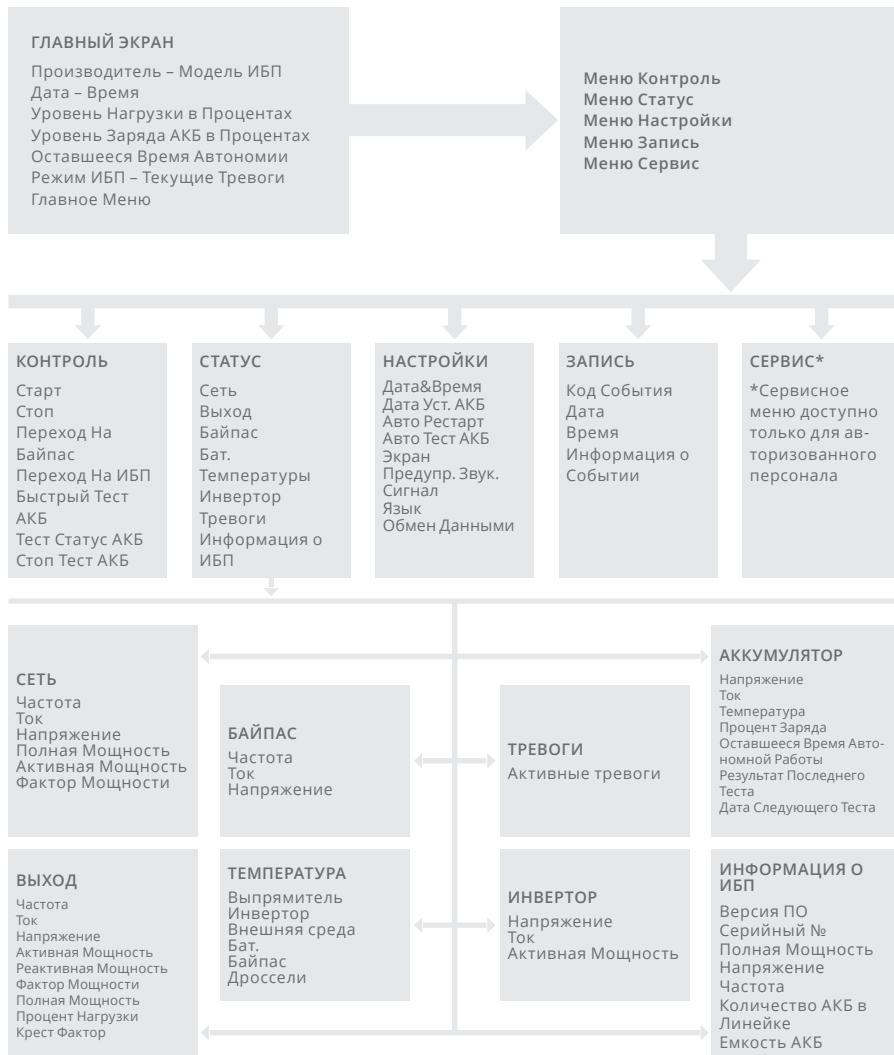 ГЛАВНЫЙ ЭКРАН
Производитель – Модель ИБП
Дата – Время
Уровень Нагрузки в Процентах
Уровень Заряда АКБ в Процентах
Оставшееся Время Автономии
Режим ИБП – Текущие Тревоги
Главное Меню
Меню Контроль
Меню Статус
Меню Настройки
Меню Запись
Меню Сервис
КОНТРОЛЬ
Старт
Стоп
Переход На
Байпас
Переход На ИБП
Быстрый Тест
АКБ
Тест Статус АКБ
Стоп Тест АКБ
СТАТУС
Сеть
Выход
Байпас
Бат.
Температуры
Инвертор
Тревоги
Информация о
ИБП
НАСТРОЙКИ
Дата&Время
Дата Уст. АКБ
Авто Рестарт
Авто Тест АКБ
Экран
Предупр. Звук.
Сигнал
Язык
Обмен Данными
ЗАПИСЬ
Код События
Дата
Время
Информация о
Событии
СЕРВИС*
*Сервисное
меню доступно
только для ав-
торизованного
персонала
СЕТЬ
Частота
Ток
Напряжение
Полная Мощность
Активная Мощность
Фактор Мощности
БАЙПАС
Частота
Ток
Напряжение
ТРЕВОГИ
Активные тревоги
АККУМУЛЯТОР
Напряжение
Ток
Температура
Процент Заряда
Оставшееся Время Авто-
номной Работы
Результат Последнего
Теста
Дата Следующего Теста
ВЫХОД
Частота
Ток
Напряжение
Активная Мощность
Реактивная Мощность
Фактор Мощности
Полная Мощность
Процент Нагрузки
Крест Фактор
ТЕМПЕРАТУРА
Выпрямитель
Инвертор
Внешняя среда
Бат.
Байпас
Дроссели
ИНВЕРТОР
Напряжение
Ток
Активная Мощность
ИНФОРМАЦИЯ О
ИБП
Версия ПО
Серийный №
Полная Мощность
Напряжение
Частота
Количество АКБ в
Линейке
Емкость АКБ